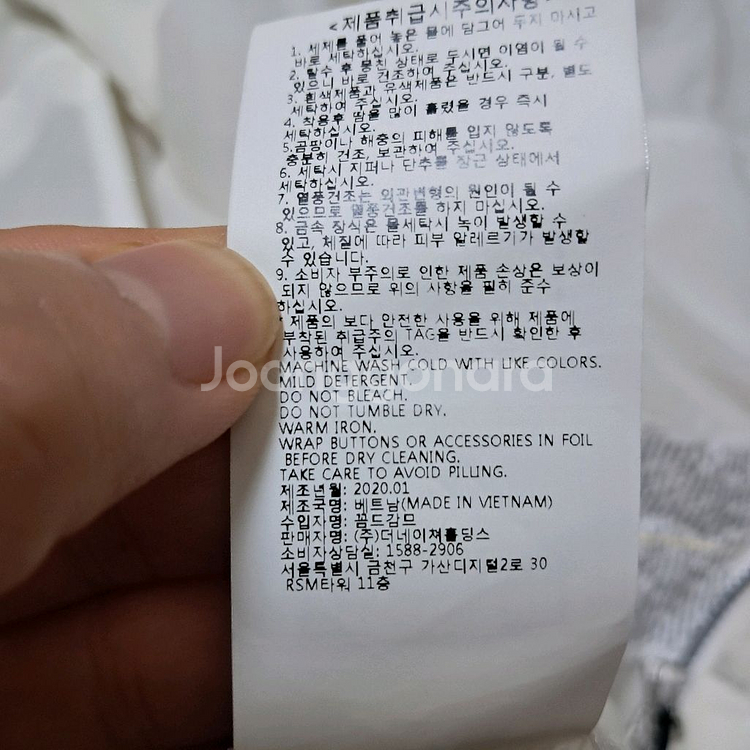 <제품취급시주의사항>
1. 세제를 풀어 놓은 물에 담그어 두지 마시고
바로 세탁하십시오.
2. 탈수 후 뭉친 상태로 두시면 이염이 될 수
있으니 바로 건조하여 주십시오.
3. 흰색제품과 유색제품은 반드시 구분, 별도
세탁하여 주십시오.
4. 착용후 땀을 많이 흘렸을 경우 즉시
세탁하십시오.
5. 곰팡이나 해충의 피해를 입지 않도록
충분히 건조, 보관하여 주십시오.
6. 세탁시 지퍼나 단추를 잠근 상태에서
세탁하십시오.
7. 열풍건조는 외관변형의 원인이 될 수
있으므로 열풍건조를 하지 마십시오.
8. 금속 장식은 물세탁시 녹이 발생할 수
있고, 체질에 따라 피부 알레르기가 발생할
수 있습니다.
9. 소비자 부주의로 인한 제품 손상은 보상이
되지 않으므로 위의 사항을 필히 준수
하십시오.
* 제품의 보다 안전한 사용을 위해 제품에
부착된 취급주의 TAG을 반드시 확인한 후
사용하여 주십시오.
MACHINE WASH COLD WITH LIKE COLORS.
MILD DETERGENT.
DO NOT BLEACH.
DO NOT TUMBLE DRY.
WARM IRON.
WRAP BUTTONS OR ACCESSORIES IN FOIL
BEFORE DRY CLEANING.
TAKE CARE TO AVOID PILLING.
제조년월: 2020.01
제조국명: 베트남(MADE IN VIETNAM)
수입자명: 꼼드감므
판매자명: (주)더네이쳐홀딩스
소비자상담실: 1588-2906
서울특별시 금천구 가산디지털2로 30
RSM타워 11층
Joonggonara